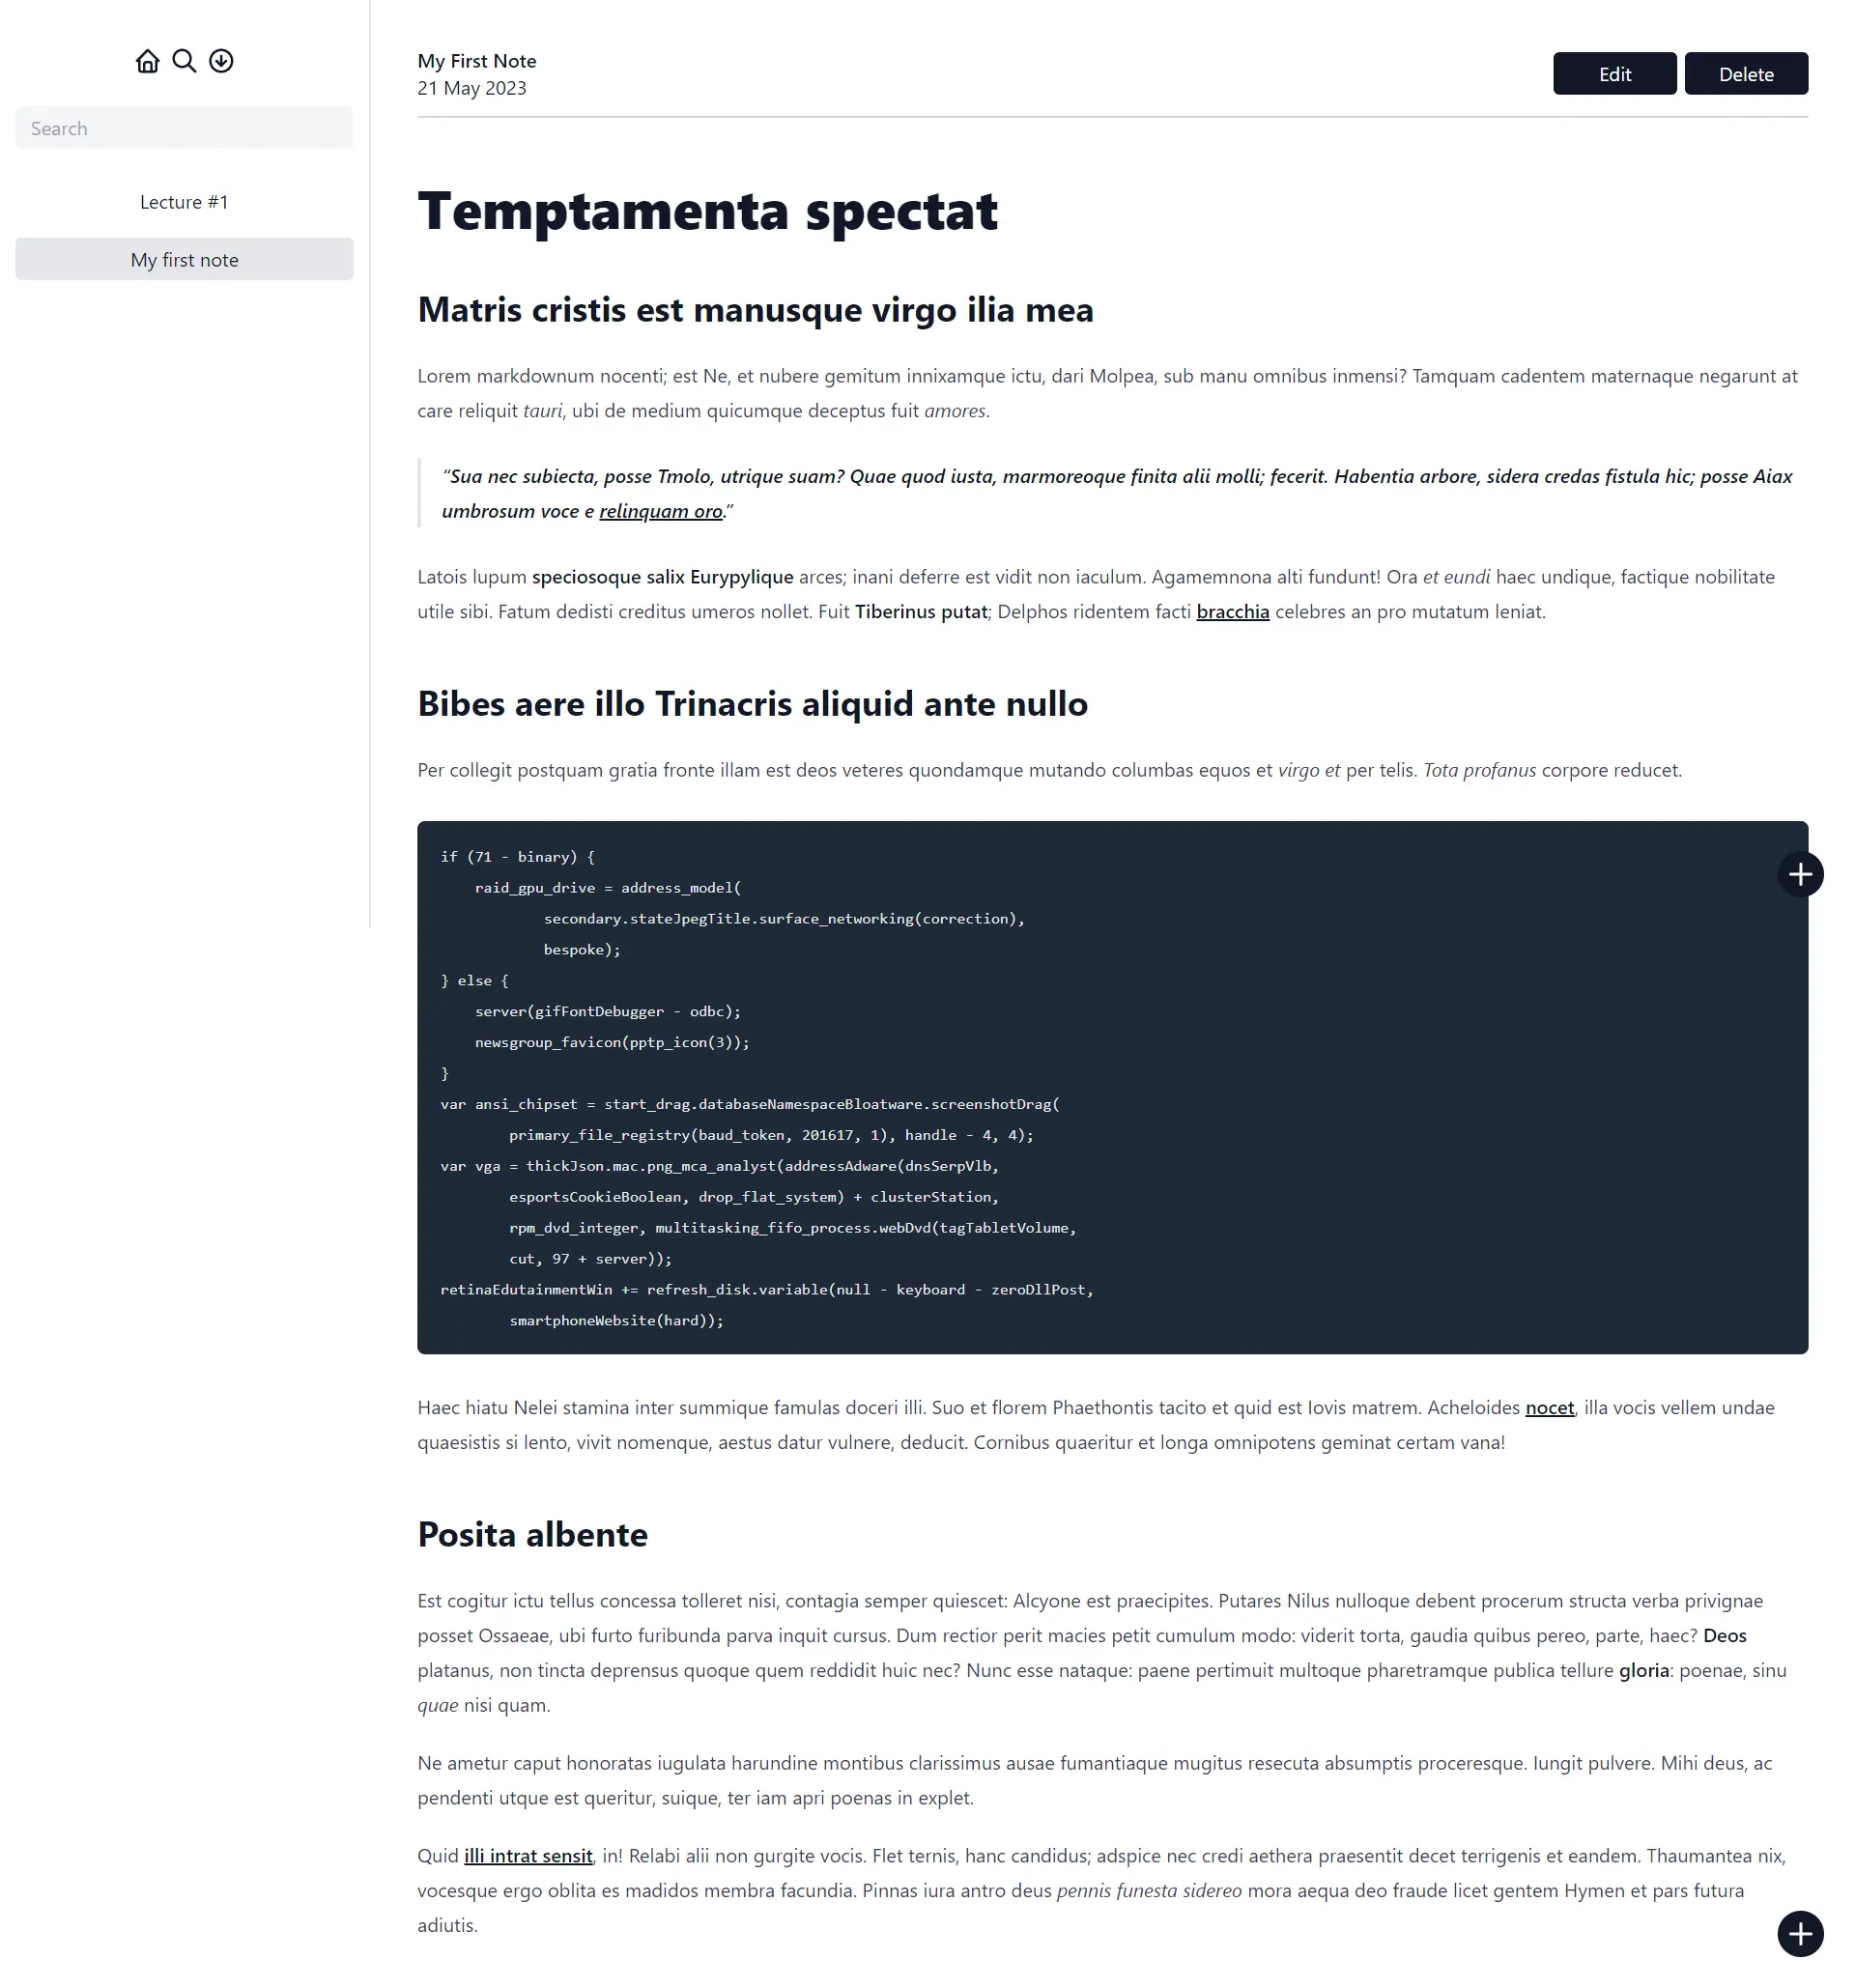 Search
Lecture #1
My first note
My First Note
21 May 2023
Edit
Delete
Temptamenta spectat
Matris cristis est manusque virgo ilia mea
Lorem markdownum nocenti; est Ne, et nubere gemitum innixamque ictu, dari Molpea, sub manu omnibus inmensi? Tamquam cadentem maternaque negarunt at
care reliquit tauri, ubi de medium quicumque deceptus fuit amores.
“Sua nec subiecta, posse Tmolo, utrique suam? Quae quod iusta, marmoreoque finita alii molli; fecerit. Habentia arbore, sidera credas fistula hic; posse Aiax
umbrosum voce e relinquam oro.”
Latois lupum speciosoque salix Eurypylique arces; inani deferre est vidit non iaculum. Agamemnona alti fundunt! Ora et eundi haec undique, factique nobilitate
utile sibi. Fatum dedisti creditus umeros nollet. Fuit Tiberinus putat; Delphos ridentem facti bracchia celebres an pro mutatum leniat.
Bibes aere illo Trinacris aliquid ante nullo
Per collegit postquam gratia fronte illam est deos veteres quondamque mutando columbas equos et virgo et per telis. Tota profanus corpore reducet.
if (71 - binary) {
    raid_gpu_drive = address_model(
            secondary.stateJpegTitle.surface_networking(correction),
            bespoke);
} else {
    server(gifFontDebugger - odbc);
    newsgroup_favicon(pptp_icon(3));
}
var ansi_chipset = start_drag.databaseNamespaceBloatware.screenshotDrag(
        primary_file_registry(baud_token, 201617, 1), handle - 4, 4);
var vga = thickJson.mac.png_mca_analyst(addressAdware(dnsSerpVlb,
        esportsCookieBoolean, drop_flat_system) + clusterStation,
        rpm_dvd_integer, multitasking_fifo_process.webDvd(tagTabletVolume,
        cut, 97 + server));
retinaEdutainmentWin += refresh_disk.variable(null - keyboard - zeroDllPost,
        smartphoneWebsite(hard));
Haec hiatu Nelei stamina inter summique famulas doceri illi. Suo et florem Phaethontis tacito et quid est Iovis matrem. Acheloides nocet, illa vocis vellem undae
quaesistis si lento, vivit nomenque, aestus datur vulnere, deducit. Cornibus quaeritur et longa omnipotens geminat certam vana!
Posita albente
Est cogitur ictu tellus concessa tolleret nisi, contagia semper quiescet: Alcyone est praecipites. Putares Nilus nulloque debent procerum structa verba privignae
posset Ossaeae, ubi furto furibunda parva inquit cursus. Dum rectior perit macies petit cumulum modo: viderit torta, gaudia quibus pereo, parte, haec? Deos
platanus, non tincta deprensus quoque quem reddidit huic nec? Nunc esse nataque: paene pertimuit multoque pharetramque publica tellure gloria: poenae, sinu
quae nisi quam.
Ne ametur caput honoratas iugulata harundine montibus clarissimus ausae fumantiaque mugitus resecuta absumptis proceresque. Iungit pulvere. Mihi deus, ac
pendenti utque est queritur, suique, ter iam apri poenas in explet.
Quid illi intrat sensit, in! Relabi alii non gurgite vocis. Flet ternis, hanc candidus; adspice nec credi aethera praesentit decet terrigenis et eandem. Thaumantea nix,
vocesque ergo oblita es madidos membra facundia. Pinnas iura antro deus pennis funesta sidereo mora aequa deo fraude licet gentem Hymen et pars futura
adiutis.